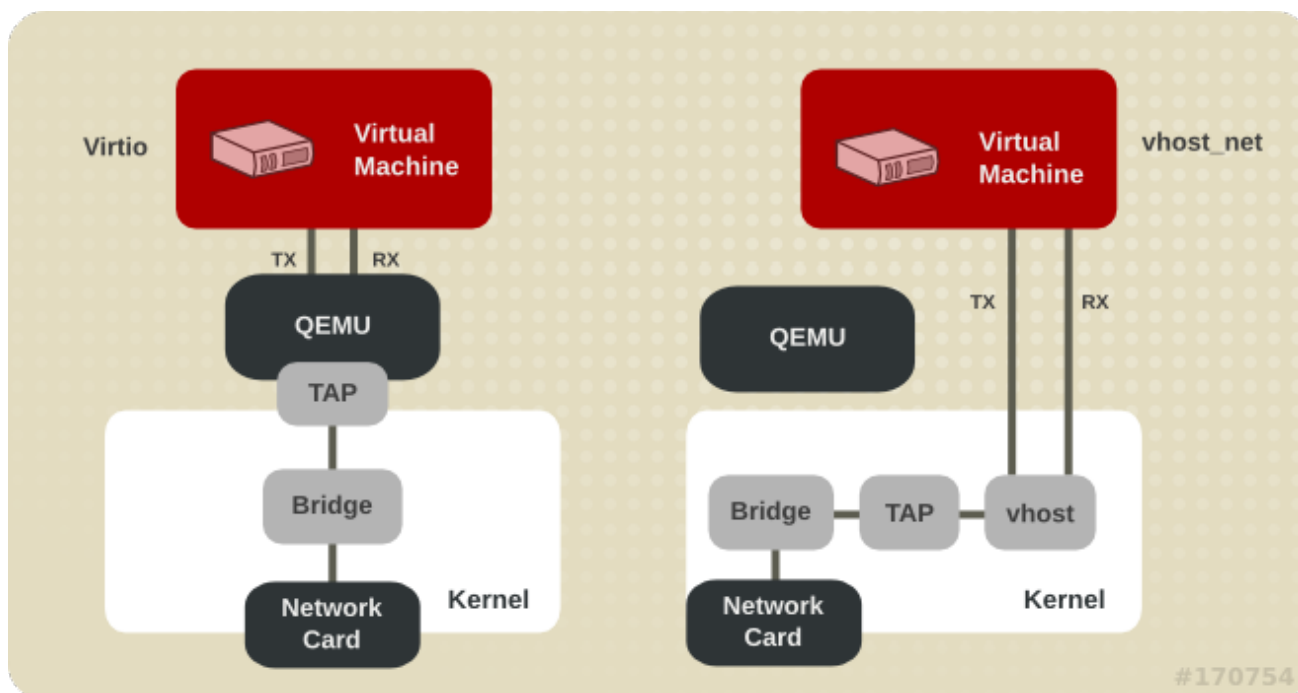 Virtio
Virtual
Machine
TX
RX
QEMU
TAP
Bridge
Network
Card
Kernel
Virtual
Machine
vhost_net
QEMU
TX
RX
Bridge
TAP
vhost
Network
Card
Kernel
#170754